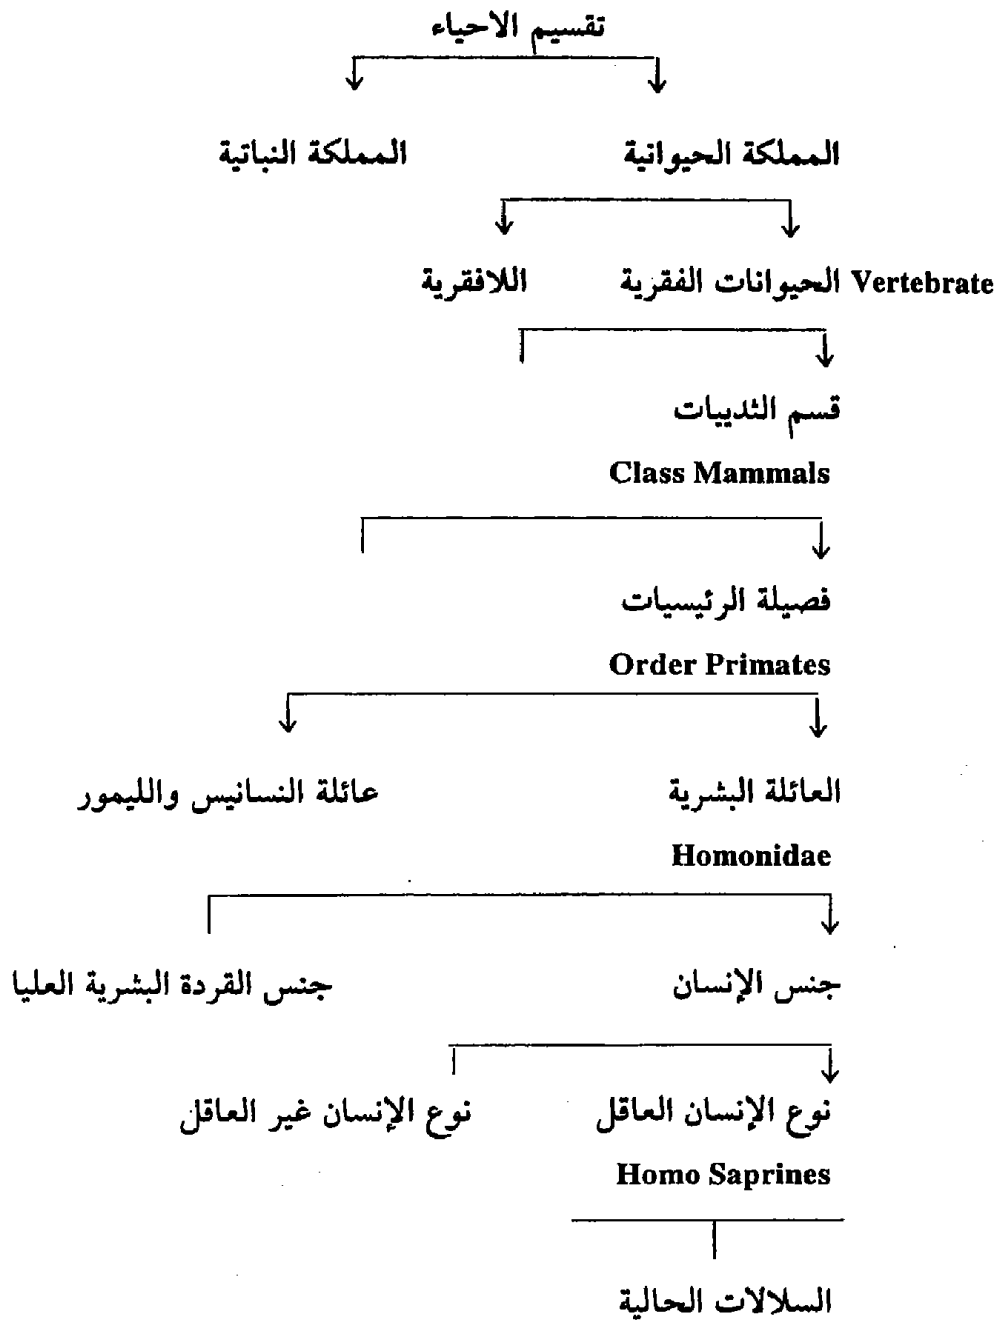 تقسيم الاحياء
المملكة الحيوانية المملكة النباتية
Vertebrate الحيوانات الفقرية اللافقرية
قسم الثدييات
Class Mammals
فصيلة الرئيسيات
Order Primates
العائلة البشرية عائلة النسانيس والليمور
Homonidae
جنس الإنسان جنس القردة البشرية العليا
نوع الإنسان العاقل نوع الإنسان غير العاقل
Homo Saprines
السلالات الحالية